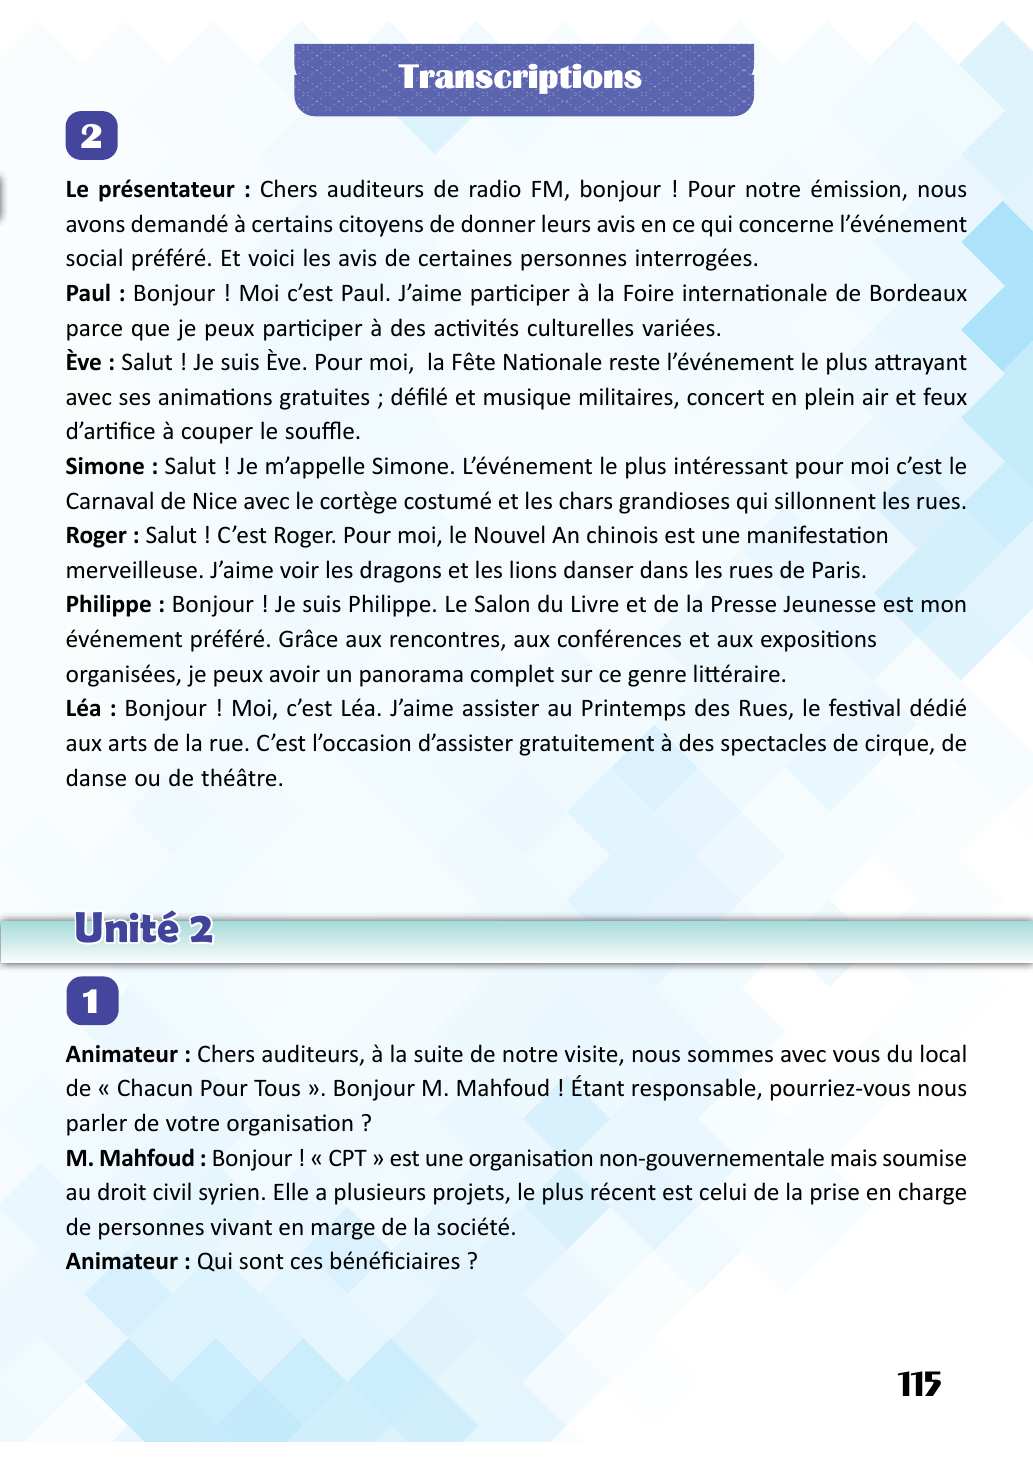 Transcriptions
2
Le présentateur : Chers auditeurs de radio FM, bonjour ! Pour notre émission, nous
avons demandé à certains citoyens de donner leurs avis en ce qui concerne l’événement
social préféré. Et voici les avis de certaines personnes interrogées.
Paul : Bonjour ! Moi c’est Paul. J’aime participer à la Foire internationale de Bordeaux
parce que je peux participer à des activités culturelles variées.
Ève : Salut ! Je suis Ève. Pour moi, la Fête Nationale reste l’événement le plus attrayant
avec ses animations gratuites ; défilé et musique militaires, concert en plein air et feux
d’artifice à couper le souffle.
Simone : Salut ! Je m’appelle Simone. L’événement le plus intéressant pour moi c’est le
Carnaval de Nice avec le cortège costumé et les chars grandioses qui sillonnent les rues.
Roger : Salut ! C’est Roger. Pour moi, le Nouvel An chinois est une manifestation
merveilleuse. J’aime voir les dragons et les lions danser dans les rues de Paris.
Philippe : Bonjour ! Je suis Philippe. Le Salon du Livre et de la Presse Jeunesse est mon
événement préféré. Grâce aux rencontres, aux conférences et aux expositions
organisées, je peux avoir un panorama complet sur ce genre littéraire.
Léa : Bonjour ! Moi, c’est Léa. J’aime assister au Printemps des Rues, le festival dédié
aux arts de la rue. C’est l’occasion d’assister gratuitement à des spectacles de cirque, de
danse ou de théâtre.
Unité 2
1
Animateur : Chers auditeurs, à la suite de notre visite, nous sommes avec vous du local
de « Chacun Pour Tous ». Bonjour M. Mahfoud ! Étant responsable, pourriez-vous nous
parler de votre organisation ?
M. Mahfoud : Bonjour ! « CPT » est une organisation non-gouvernementale mais soumise
au droit civil syrien. Elle a plusieurs projets, le plus récent est celui de la prise en charge
de personnes vivant en marge de la société.
Animateur : Qui sont ces bénéficiaires ?
115